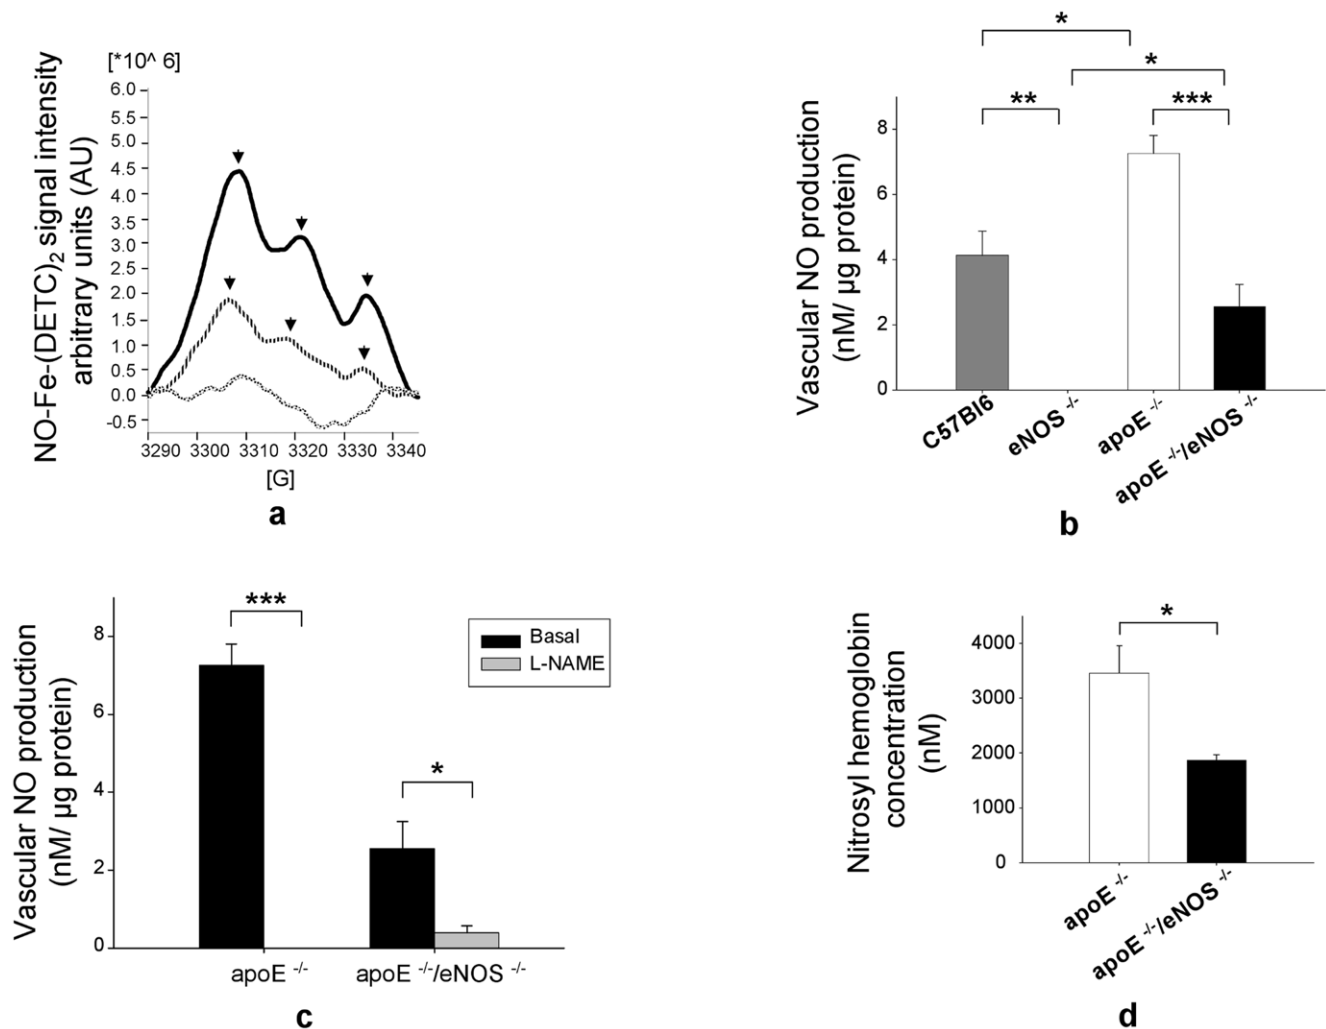 [*10^ 6]
NO-Fe-(DETC)2 signal intensity
arbitrary units (AU)
6.0
5.5
5.0
4.5
4.0
3.5
3.0
2.5
2.0
1.5
1.0
0.5
0.0
-0.5
3290 3300 3310 3320 3330 3340
[G]
a
*
*
** ***
Vascular NO production
(nM/ µg protein)
8
6
4
2
0
C57Bl6
eNOS -/-
apoE -/-
apoE -/-/eNOS -/-
b
***
Basal
L-NAME
*
Vascular NO production
(nM/ µg protein)
8
6
4
2
0
apoE -/- apoE -/-/eNOS -/-
c
*
Nitrosyl hemoglobin
concentration
(nM)
4000
3000
2000
1000
0
apoE -/-
apoE -/-/eNOS -/-
d